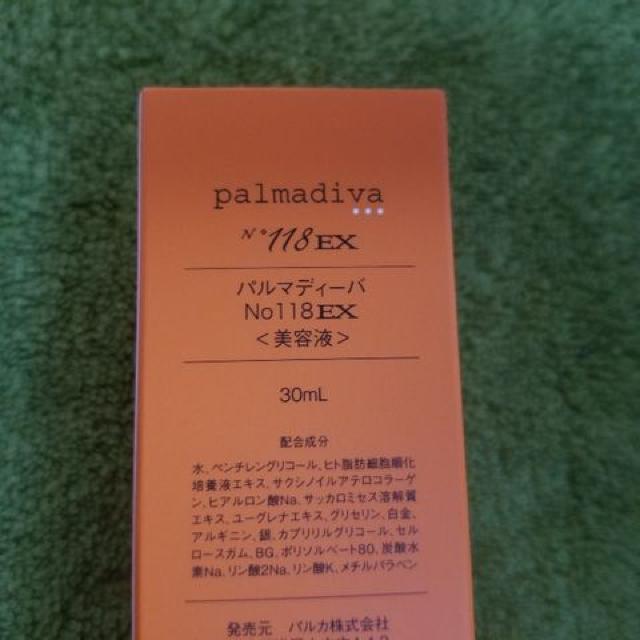 palmadiva
N°118EX
パルマディーバ
No118EX
<美容液>
30mL
配合成分
水、ペンチレングリコール、ヒト脂肪細胞順化
培養液エキス、サクシノイルアテロコラーゲ
ン、ヒアルロン酸Na、サッカロミセス溶解質
エキス、ユーグレナエキス、グリセリン、白金、
アルギニン、銀、カプリリルグリコール、セル
ロースガム、BG、ポリソルベート80、炭酸水
素Na、リン酸2Na、リン酸K、メチルパラベン
発売元 パルカ株式会社